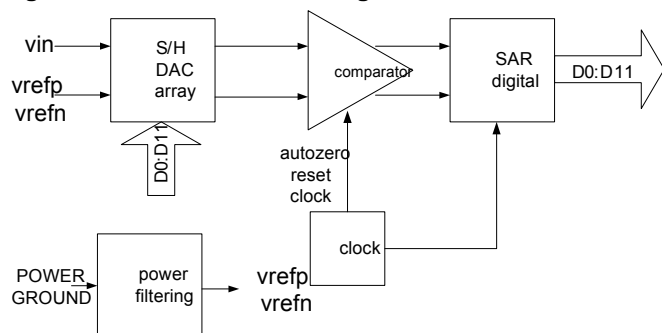 vin
vrefp
vrefn
S/H
DAC
array
D0:D11
comparator
SAR
digital
D0:D11
autozero
reset
clock
clock
POWER
GROUND
power
filtering
vrefp
vrefn